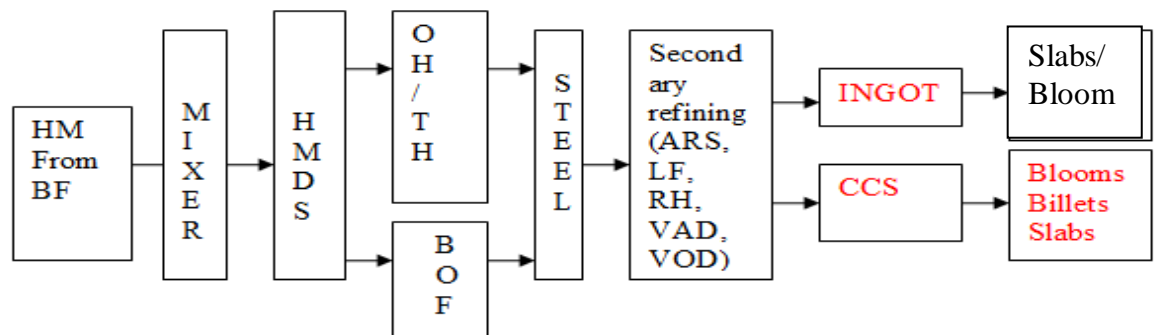 HM
From
BF
M
I
X
E
R
H
M
D
S
O
H
/
T
H
B
O
F
S
T
E
E
L
Second
ary
refining
(ARS,
LF,
RH,
VAD,
VOD)
INGOT
Slabs/
Bloom
CCS
Blooms
Billets
Slabs